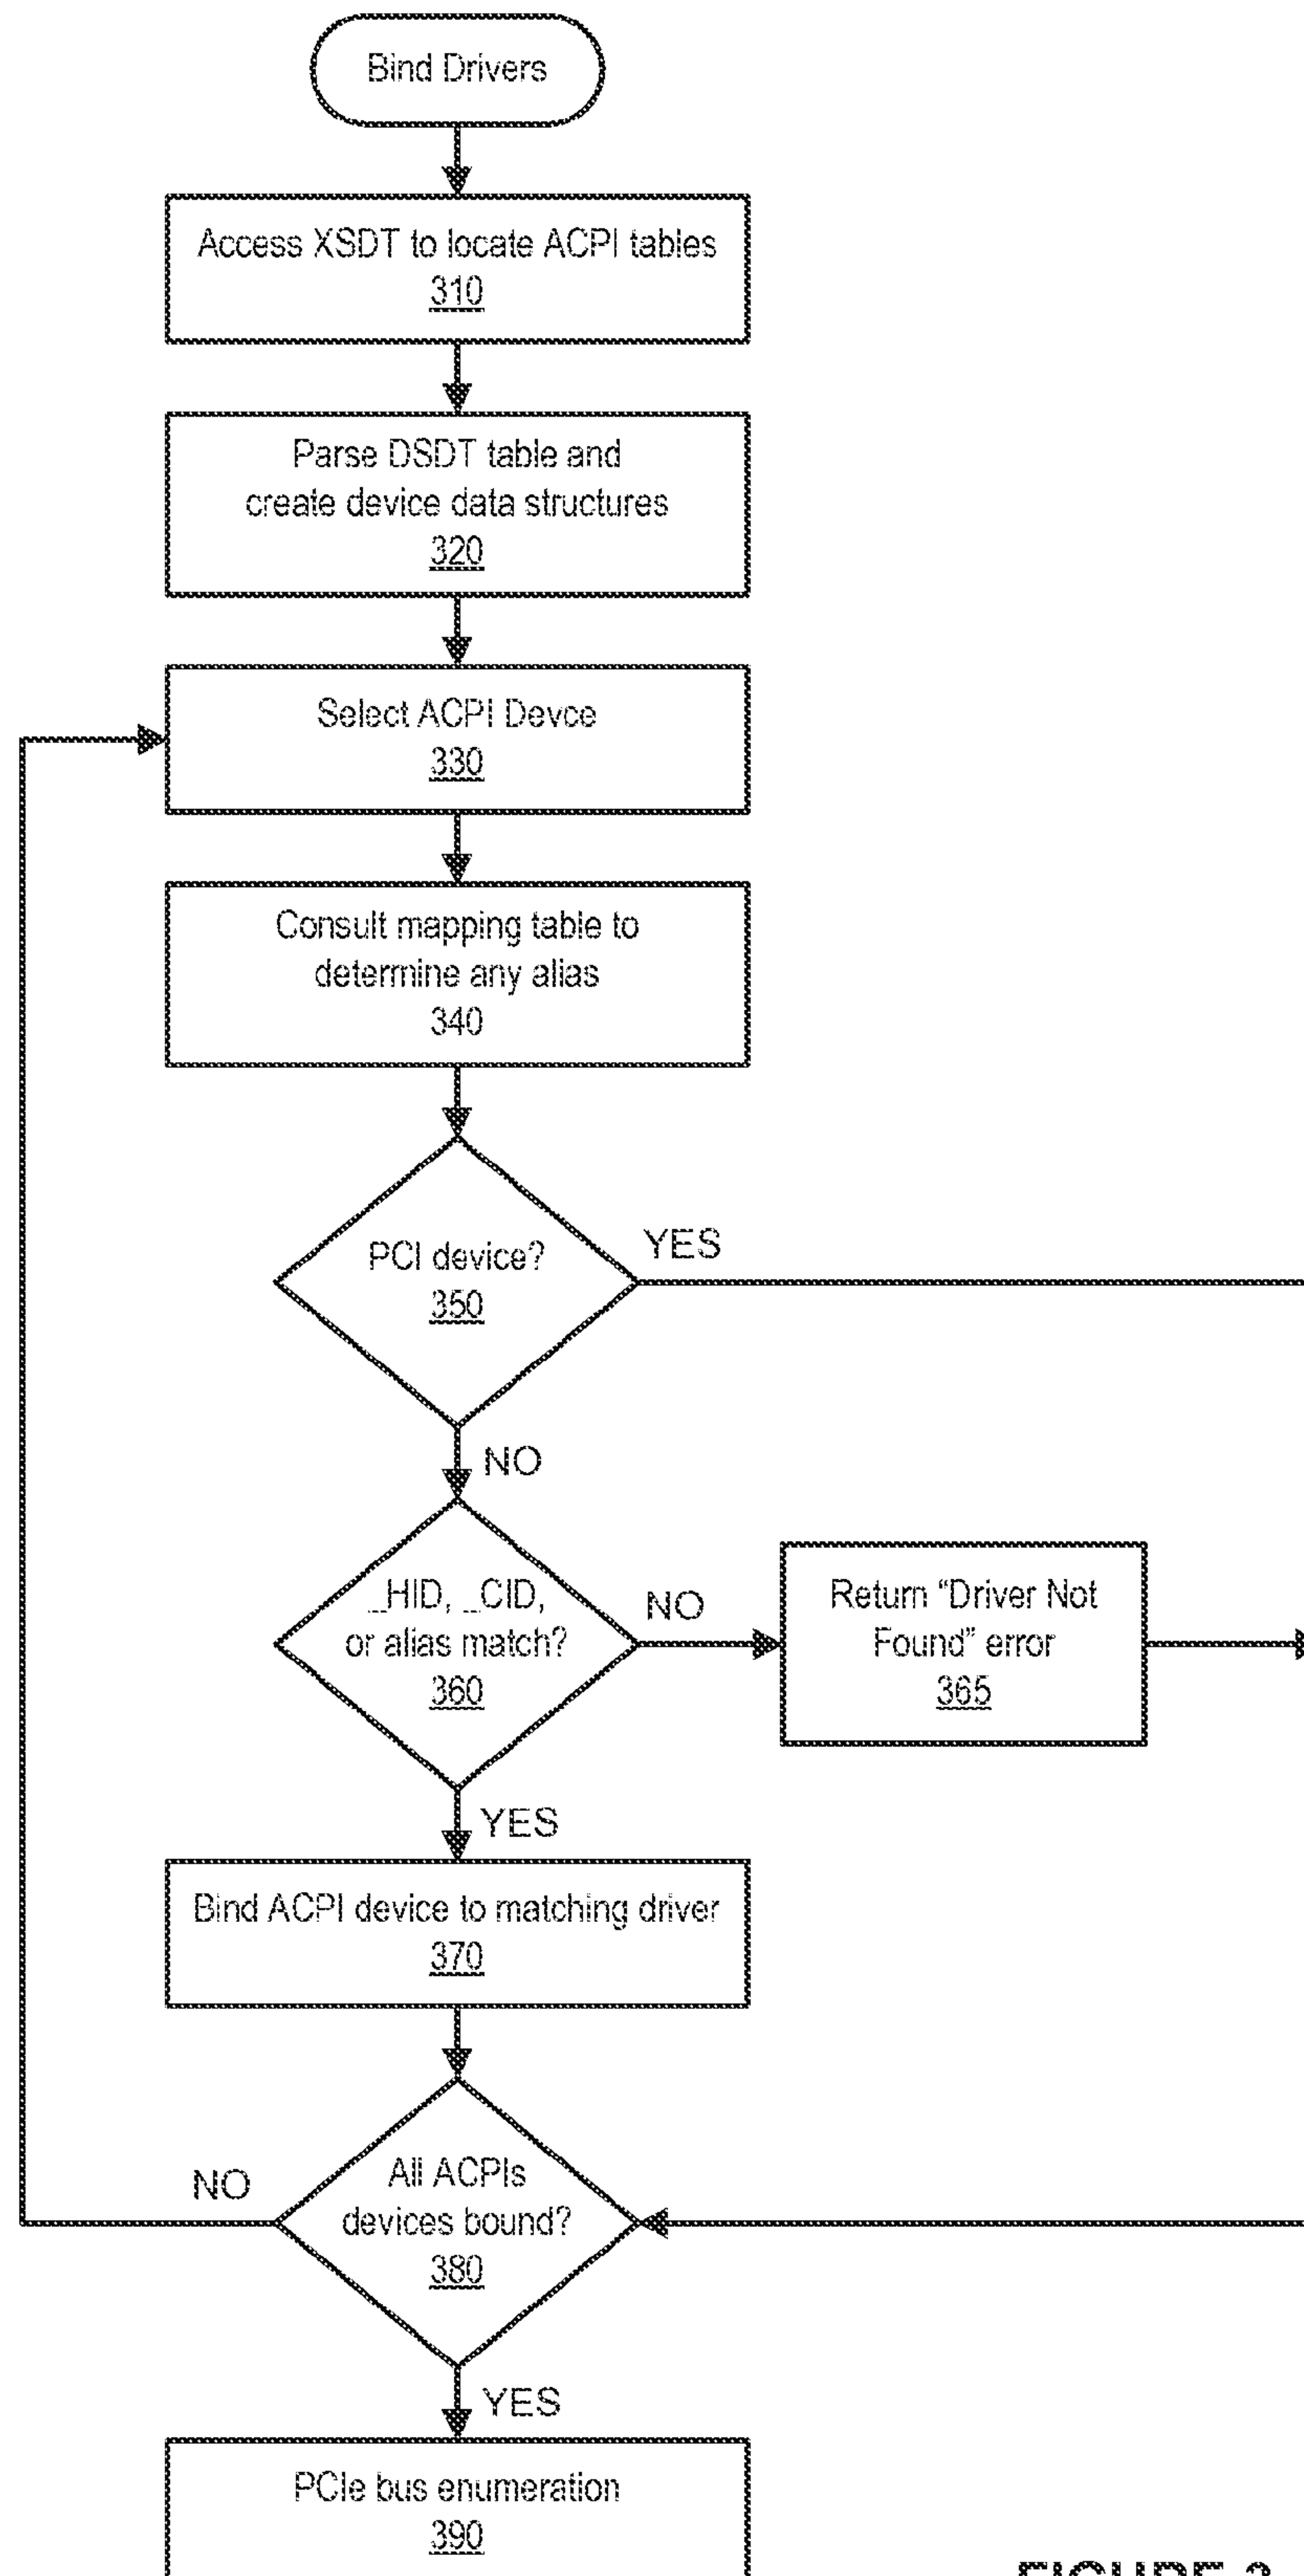 Bind Drivers
Access XSDT to locate ACPI tables
310
Parse DSDT table and
create device data structures
320
Select ACPI Devce
330
Consult mapping table to
determine any alias
340
PCI device?
350
YES
NO
_HID, _CID,
or alias match?
360
NO
Return “Driver Not
Found” error
365
YES
Bind ACPI device to matching driver
370
All ACPIs
devices bound?
380
NO
YES
PCIe bus enumeration
390
FIGURE 3